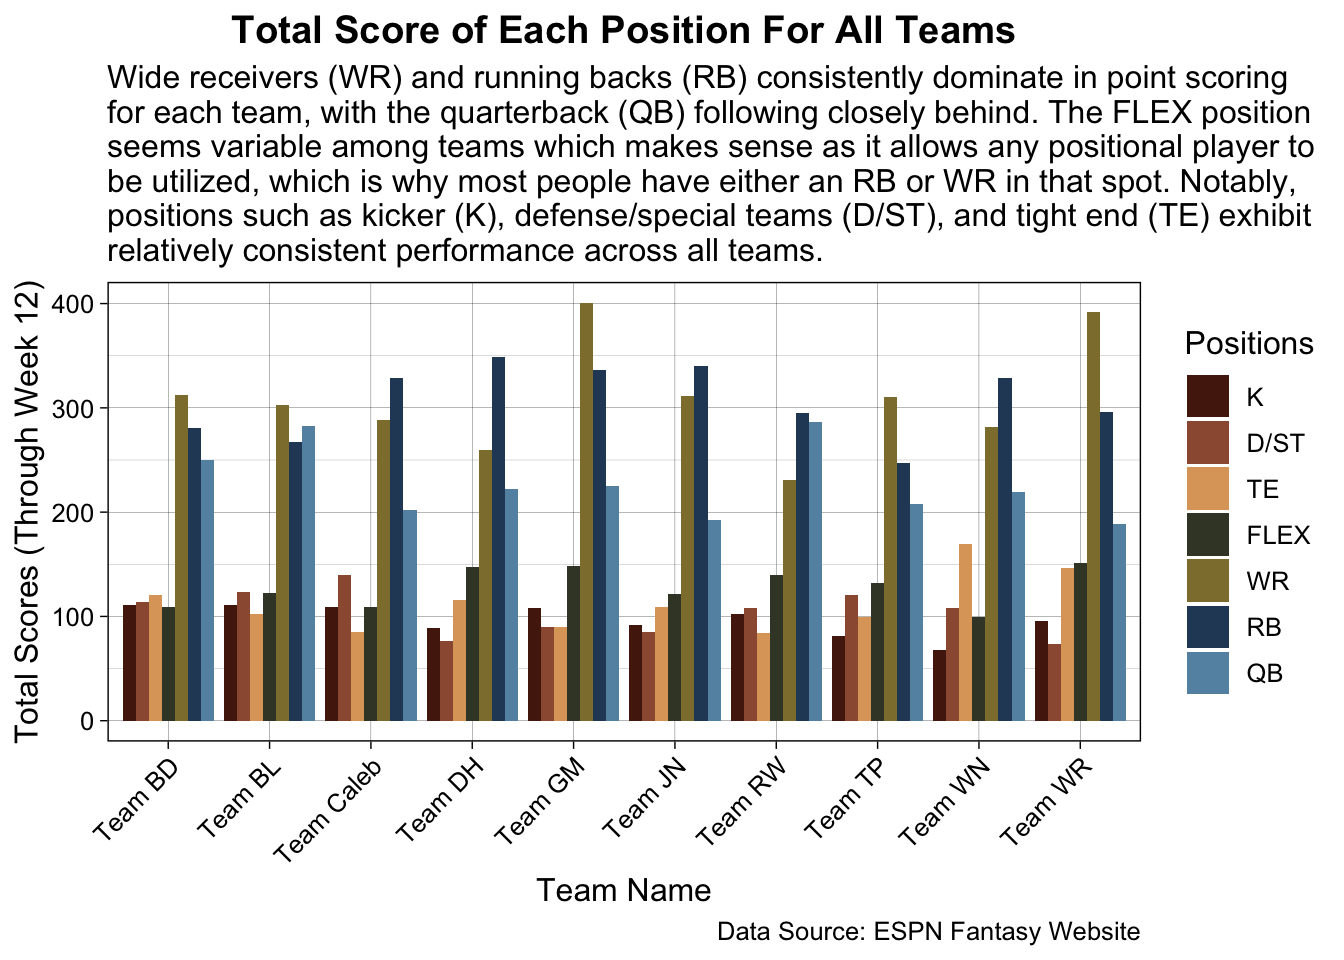 Total Score of Each Position For All Teams
Wide receivers (WR) and running backs (RB) consistently dominate in point scoring
for each team, with the quarterback (QB) following closely behind. The FLEX position
seems variable among teams which makes sense as it allows any positional player to
be utilized, which is why most people have either an RB or WR in that spot. Notably,
positions such as kicker (K), defense/special teams (D/ST), and tight end (TE) exhibit
relatively consistent performance across all teams.
Total Scores (Through Week 12)
400
300
200
100
0
Team BD
Team BL
Team Caleb
Team DH
Team GM
Team JN
Team RW
Team TP
Team WN
Team WR
Team Name
Positions
K
D/ST
TE
FLEX
WR
RB
QB
Data Source: ESPN Fantasy Website